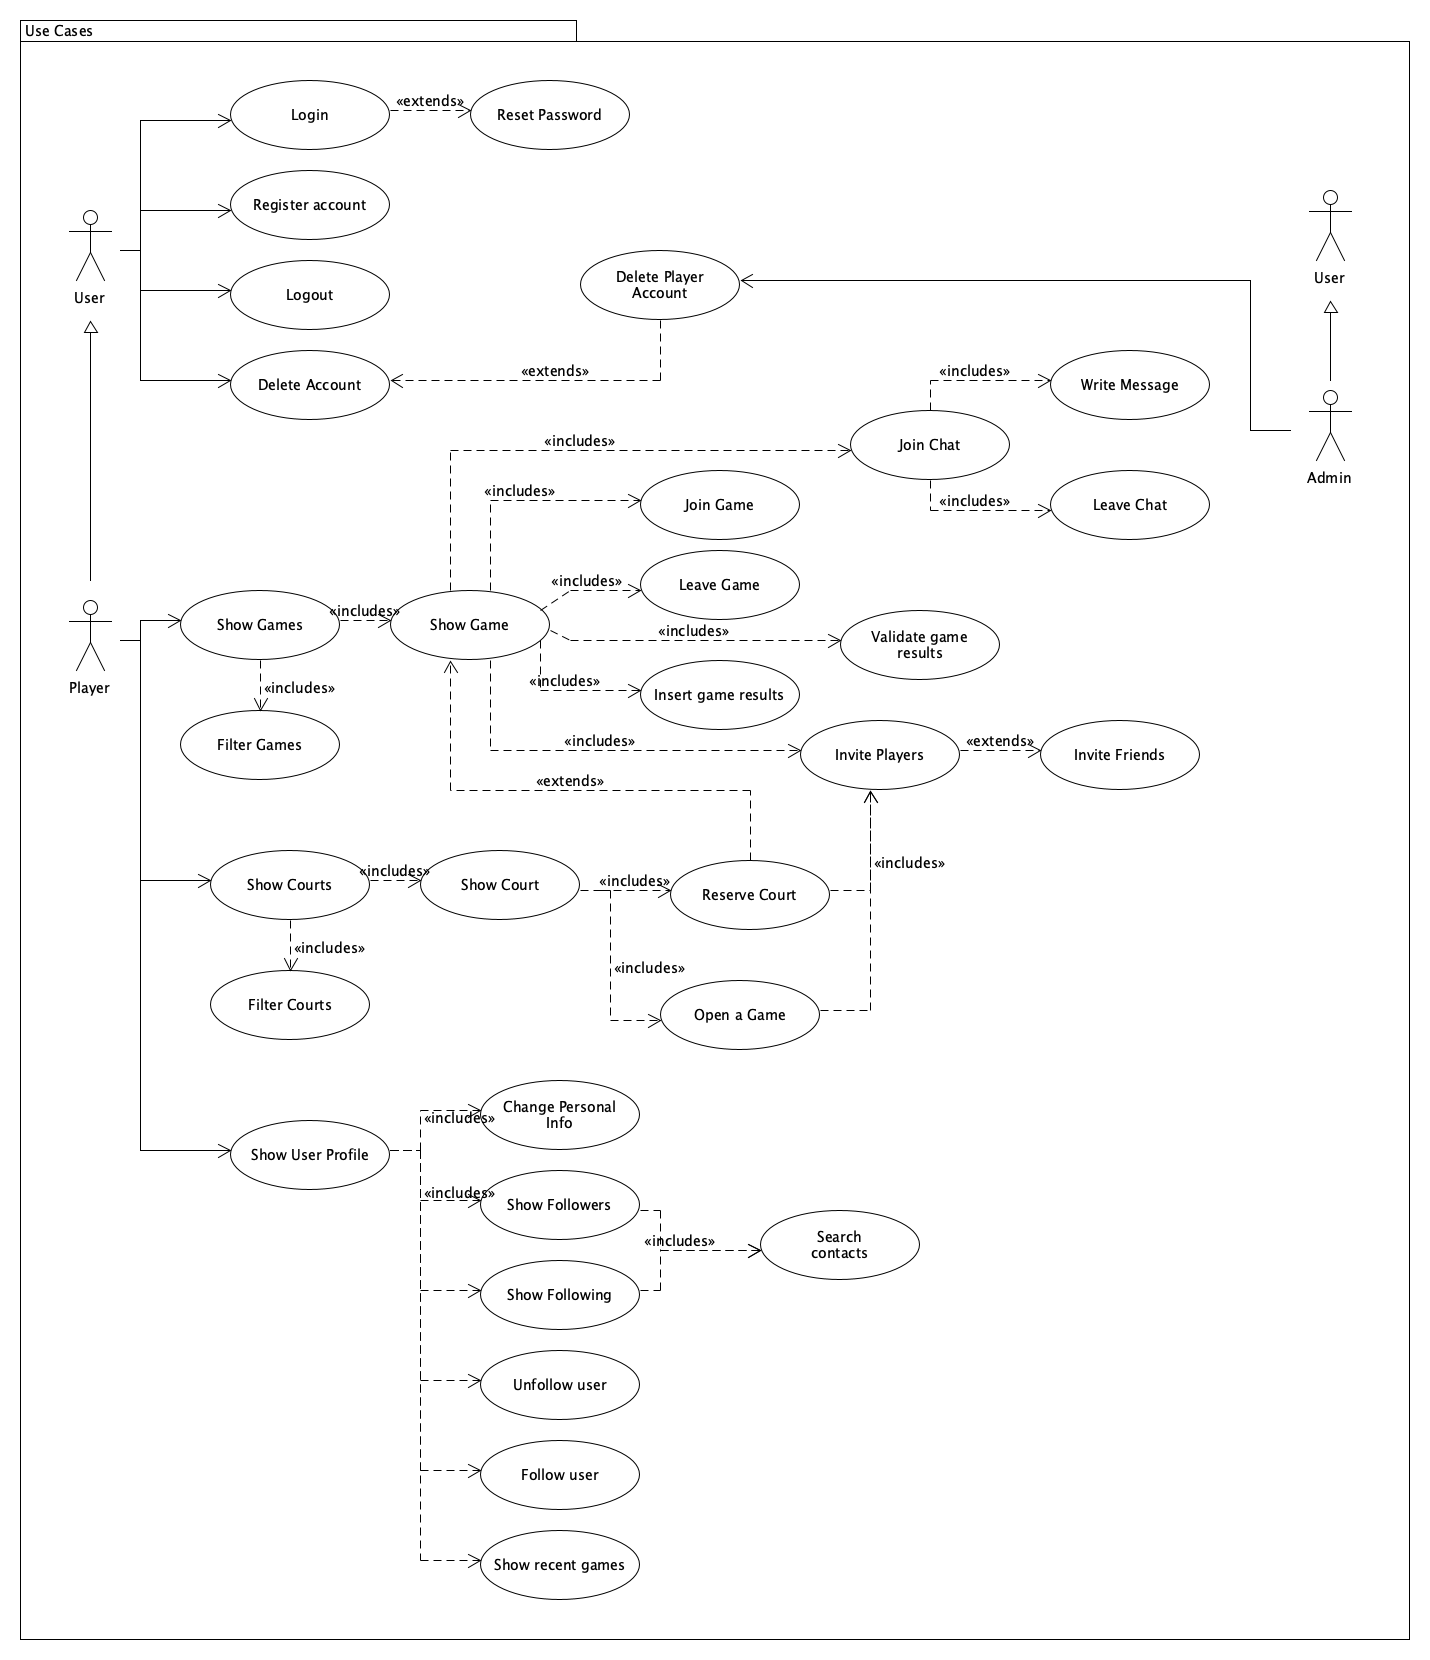 Use Cases
Login
«extends»
Reset Password
Register account
User
Logout
Delete Player
Account
User
Delete Account
«extends»
«includes»
Write Message
«includes»
Join Chat
Admin
«includes»
Join Game
«includes»
Leave Chat
«includes»
Leave Game
Player
Show Games
«includes»
Show Game
«includes»
Validate game
results
«includes»
Insert game results
«includes»
Filter Games
«includes»
Invite Players
«extends»
Invite Friends
«extends»
Show Courts
«includes»
Show Court
«includes»
Reserve Court
«includes»
«includes»
Filter Courts
«includes»
Open a Game
Show User Profile
«includes»
Change Personal
Info
«includes»
Show Followers
«includes»
Search
contacts
Show Following
Unfollow user
Follow user
Show recent games